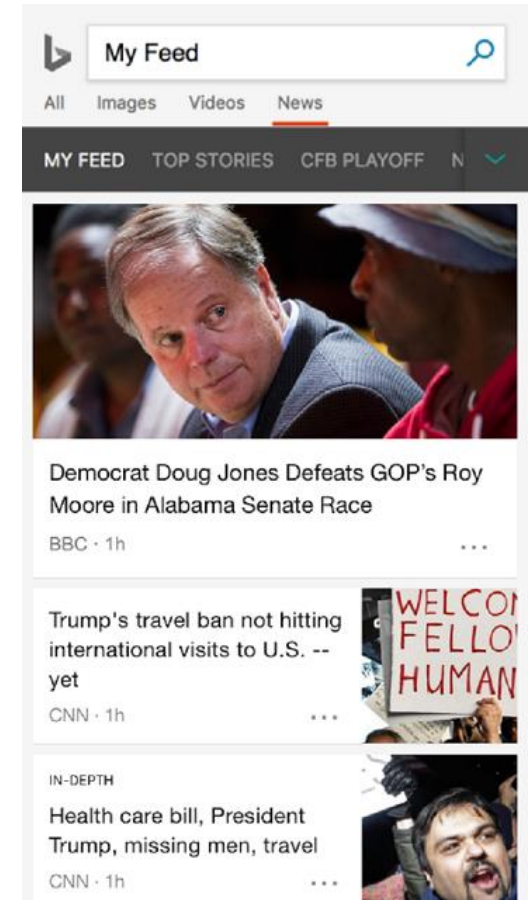 My Feed
All Images Videos News
MY FEED TOP STORIES CFB PLAYOFF N
Democrat Doug Jones Defeats GOP's Roy
Moore in Alabama Senate Race
BBC · 1h
Trump's travel ban not hitting
international visits to U.S. --
yet
CNN · 1h
WELCO
FELLO
HUMAN
IN-DEPTH
Health care bill, President
Trump, missing men, travel
CNN · 1h